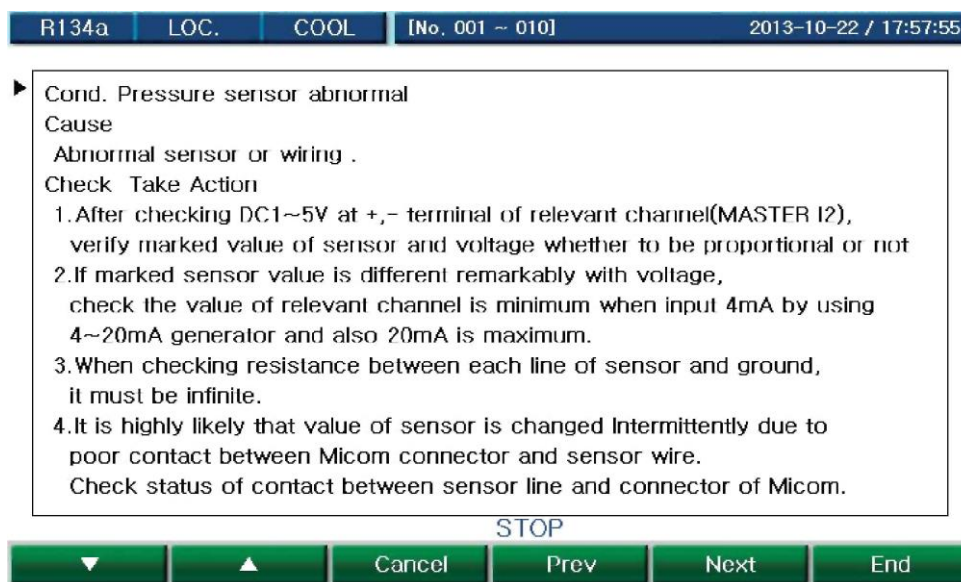 R134a LOC. COOL [No. 001 ~ 010] 2013-10-22 / 17:57:55
Cond. Pressure sensor abnormal
Cause
Abnormal sensor or wiring .
Check Take Action
1.After checking DC1~5V at +,- terminal of relevant channel(MASTER I2),
verify marked value of sensor and voltage whether to be proportional or not
2.If marked sensor value is different remarkably with voltage,
check the value of relevant channel is minimum when input 4mA by using
4~20mA generator and also 20mA is maximum.
3.When checking resistance between each line of sensor and ground,
it must be infinite.
4.It is highly likely that value of sensor is changed Intermittently due to
poor contact between Micom connector and sensor wire.
Check status of contact between sensor line and connector of Micom.
STOP
▼ ▲ Cancel Prev Next End